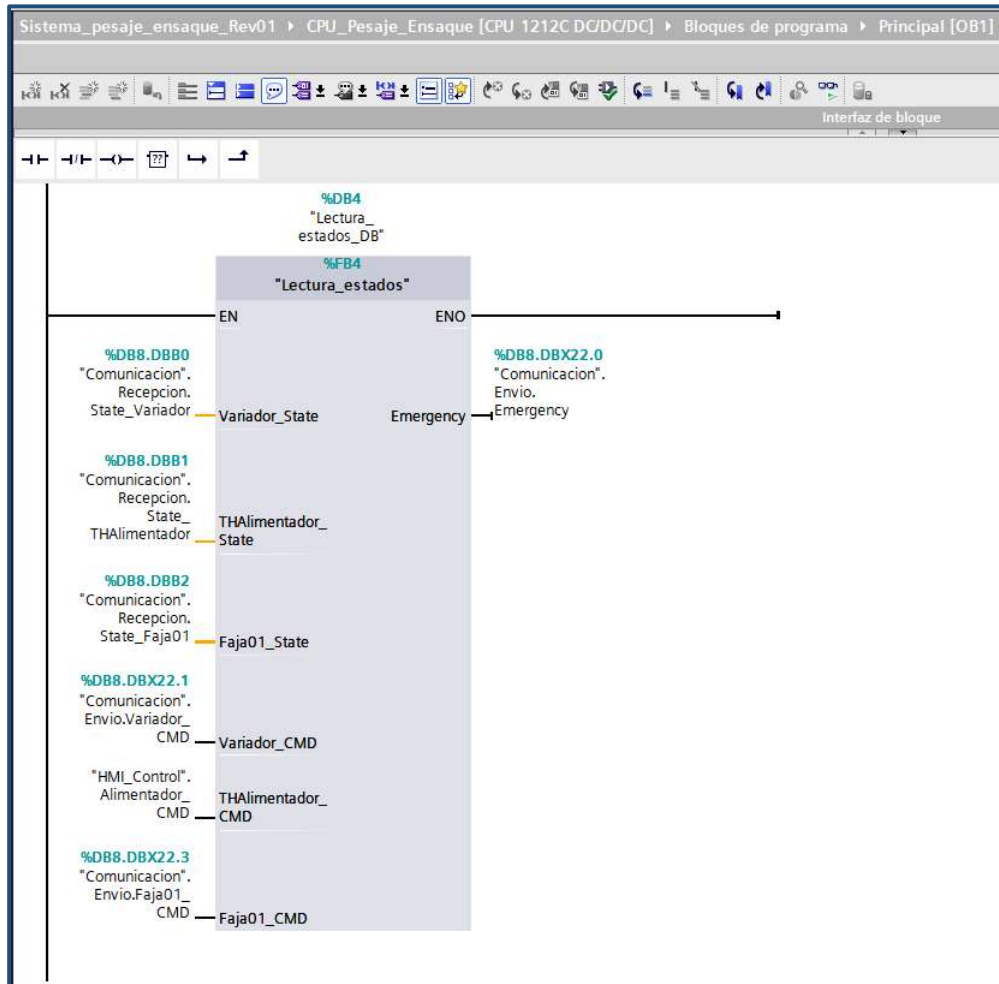 Sistema_pesaje_ensaque_Rev01 ▸ CPU_Pesaje_Ensaque [CPU 1212C DC/DC/DC] ▸ Bloques de programa ▸ Principal [OB1]
Interfaz de bloque
??
%DB4
"Lectura_
estados_DB"
%FB4
"Lectura_estados"
EN
ENO
%DB8.DBB0
"Comunicacion".
Recepcion.
State_Variador
Variador_State
%DB8.DBX22.0
"Comunicacion".
Envio.
Emergency
Emergency
%DB8.DBB1
"Comunicacion".
Recepcion.
State_
THAlimentador
THAlimentador_
State
%DB8.DBB2
"Comunicacion".
Recepcion.
State_Faja01
Faja01_State
%DB8.DBX22.1
"Comunicacion".
Envio.Variador_
CMD
Variador_CMD
"HMI_Control".
Alimentador_
CMD
THAlimentador_
CMD
%DB8.DBX22.3
"Comunicacion".
Envio.Faja01_
CMD
Faja01_CMD